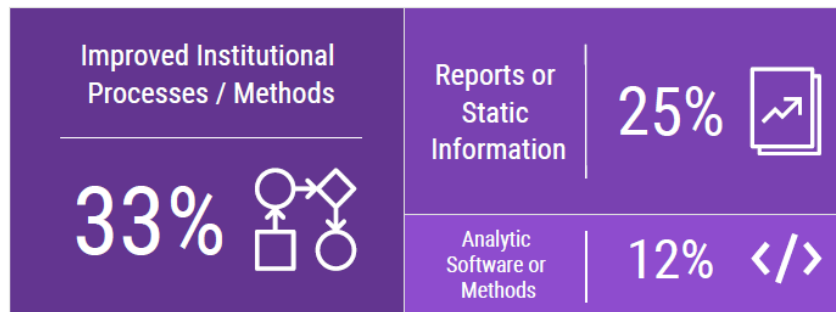 Improved Institutional
Processes / Methods
33%
Reports or
Static
Information
25%
Analytic
Software or
Methods
12%